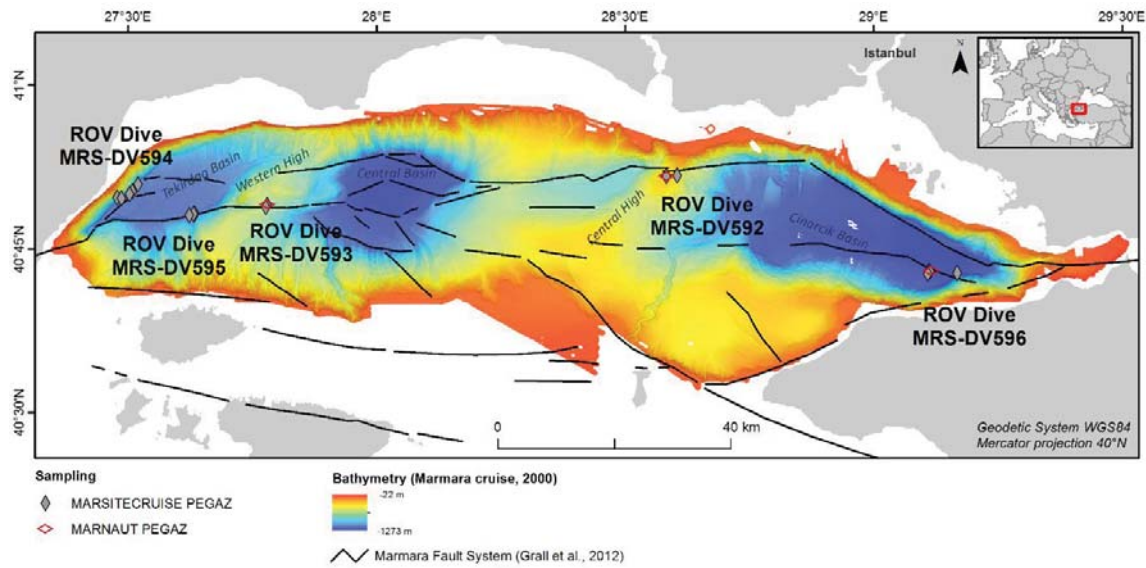 27°30'E
28°E
28°30'E
29°E
29°30'E
41°N
40°45'N
40°30'N
Istanbul
N
ROV Dive
MRS-DV594
Tekirdag Basin
Western High
Central Basin
ROV Dive
MRS-DV595
ROV Dive
MRS-DV593
Central High
ROV Dive
MRS-DV592
Cinarcik Basin
ROV Dive
MRS-DV596
0
40 km
Geodetic System WGS84
Mercator projection 40°N
Sampling
MARSITECRUISE PEGAZ
MARNAUT PEGAZ
Bathymetry (Marmara cruise, 2000)
-22 m
-1273 m
Marmara Fault System (Grall et al., 2012)